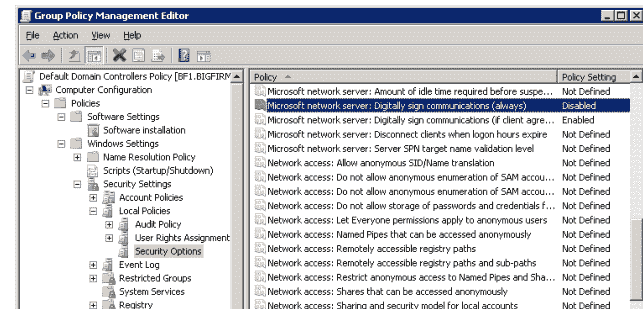 Group Policy Management Editor
File Action View Help
Default Domain Controllers Policy [BF1.BIGFIRM
Computer Configuration
Policies
Software Settings
Software installation
Windows Settings
Name Resolution Policy
Scripts (Startup/Shutdown)
Security Settings
Account Policies
Local Policies
Audit Policy
User Rights Assignment
Security Options
Event Log
Restricted Groups
System Services
Registry
Policy Policy Setting
Microsoft network server: Amount of idle time required before suspe... Not Defined
Microsoft network server: Digitally sign communications (always) Disabled
Microsoft network server: Digitally sign communications (if client agre... Enabled
Microsoft network server: Disconnect clients when logon hours expire Not Defined
Microsoft network server: Server SPN target name validation level Not Defined
Network access: Allow anonymous SID/Name translation Not Defined
Network access: Do not allow anonymous enumeration of SAM accou... Not Defined
Network access: Do not allow anonymous enumeration of SAM accou... Not Defined
Network access: Do not allow storage of passwords and credentials f... Not Defined
Network access: Let Everyone permissions apply to anonymous users Not Defined
Network access: Named Pipes that can be accessed anonymously Not Defined
Network access: Remotely accessible registry paths Not Defined
Network access: Remotely accessible registry paths and sub-paths Not Defined
Network access: Restrict anonymous access to Named Pipes and Sha... Not Defined
Network access: Shares that can be accessed anonymously Not Defined
Network access: Sharing and security model for local accounts Not Defined